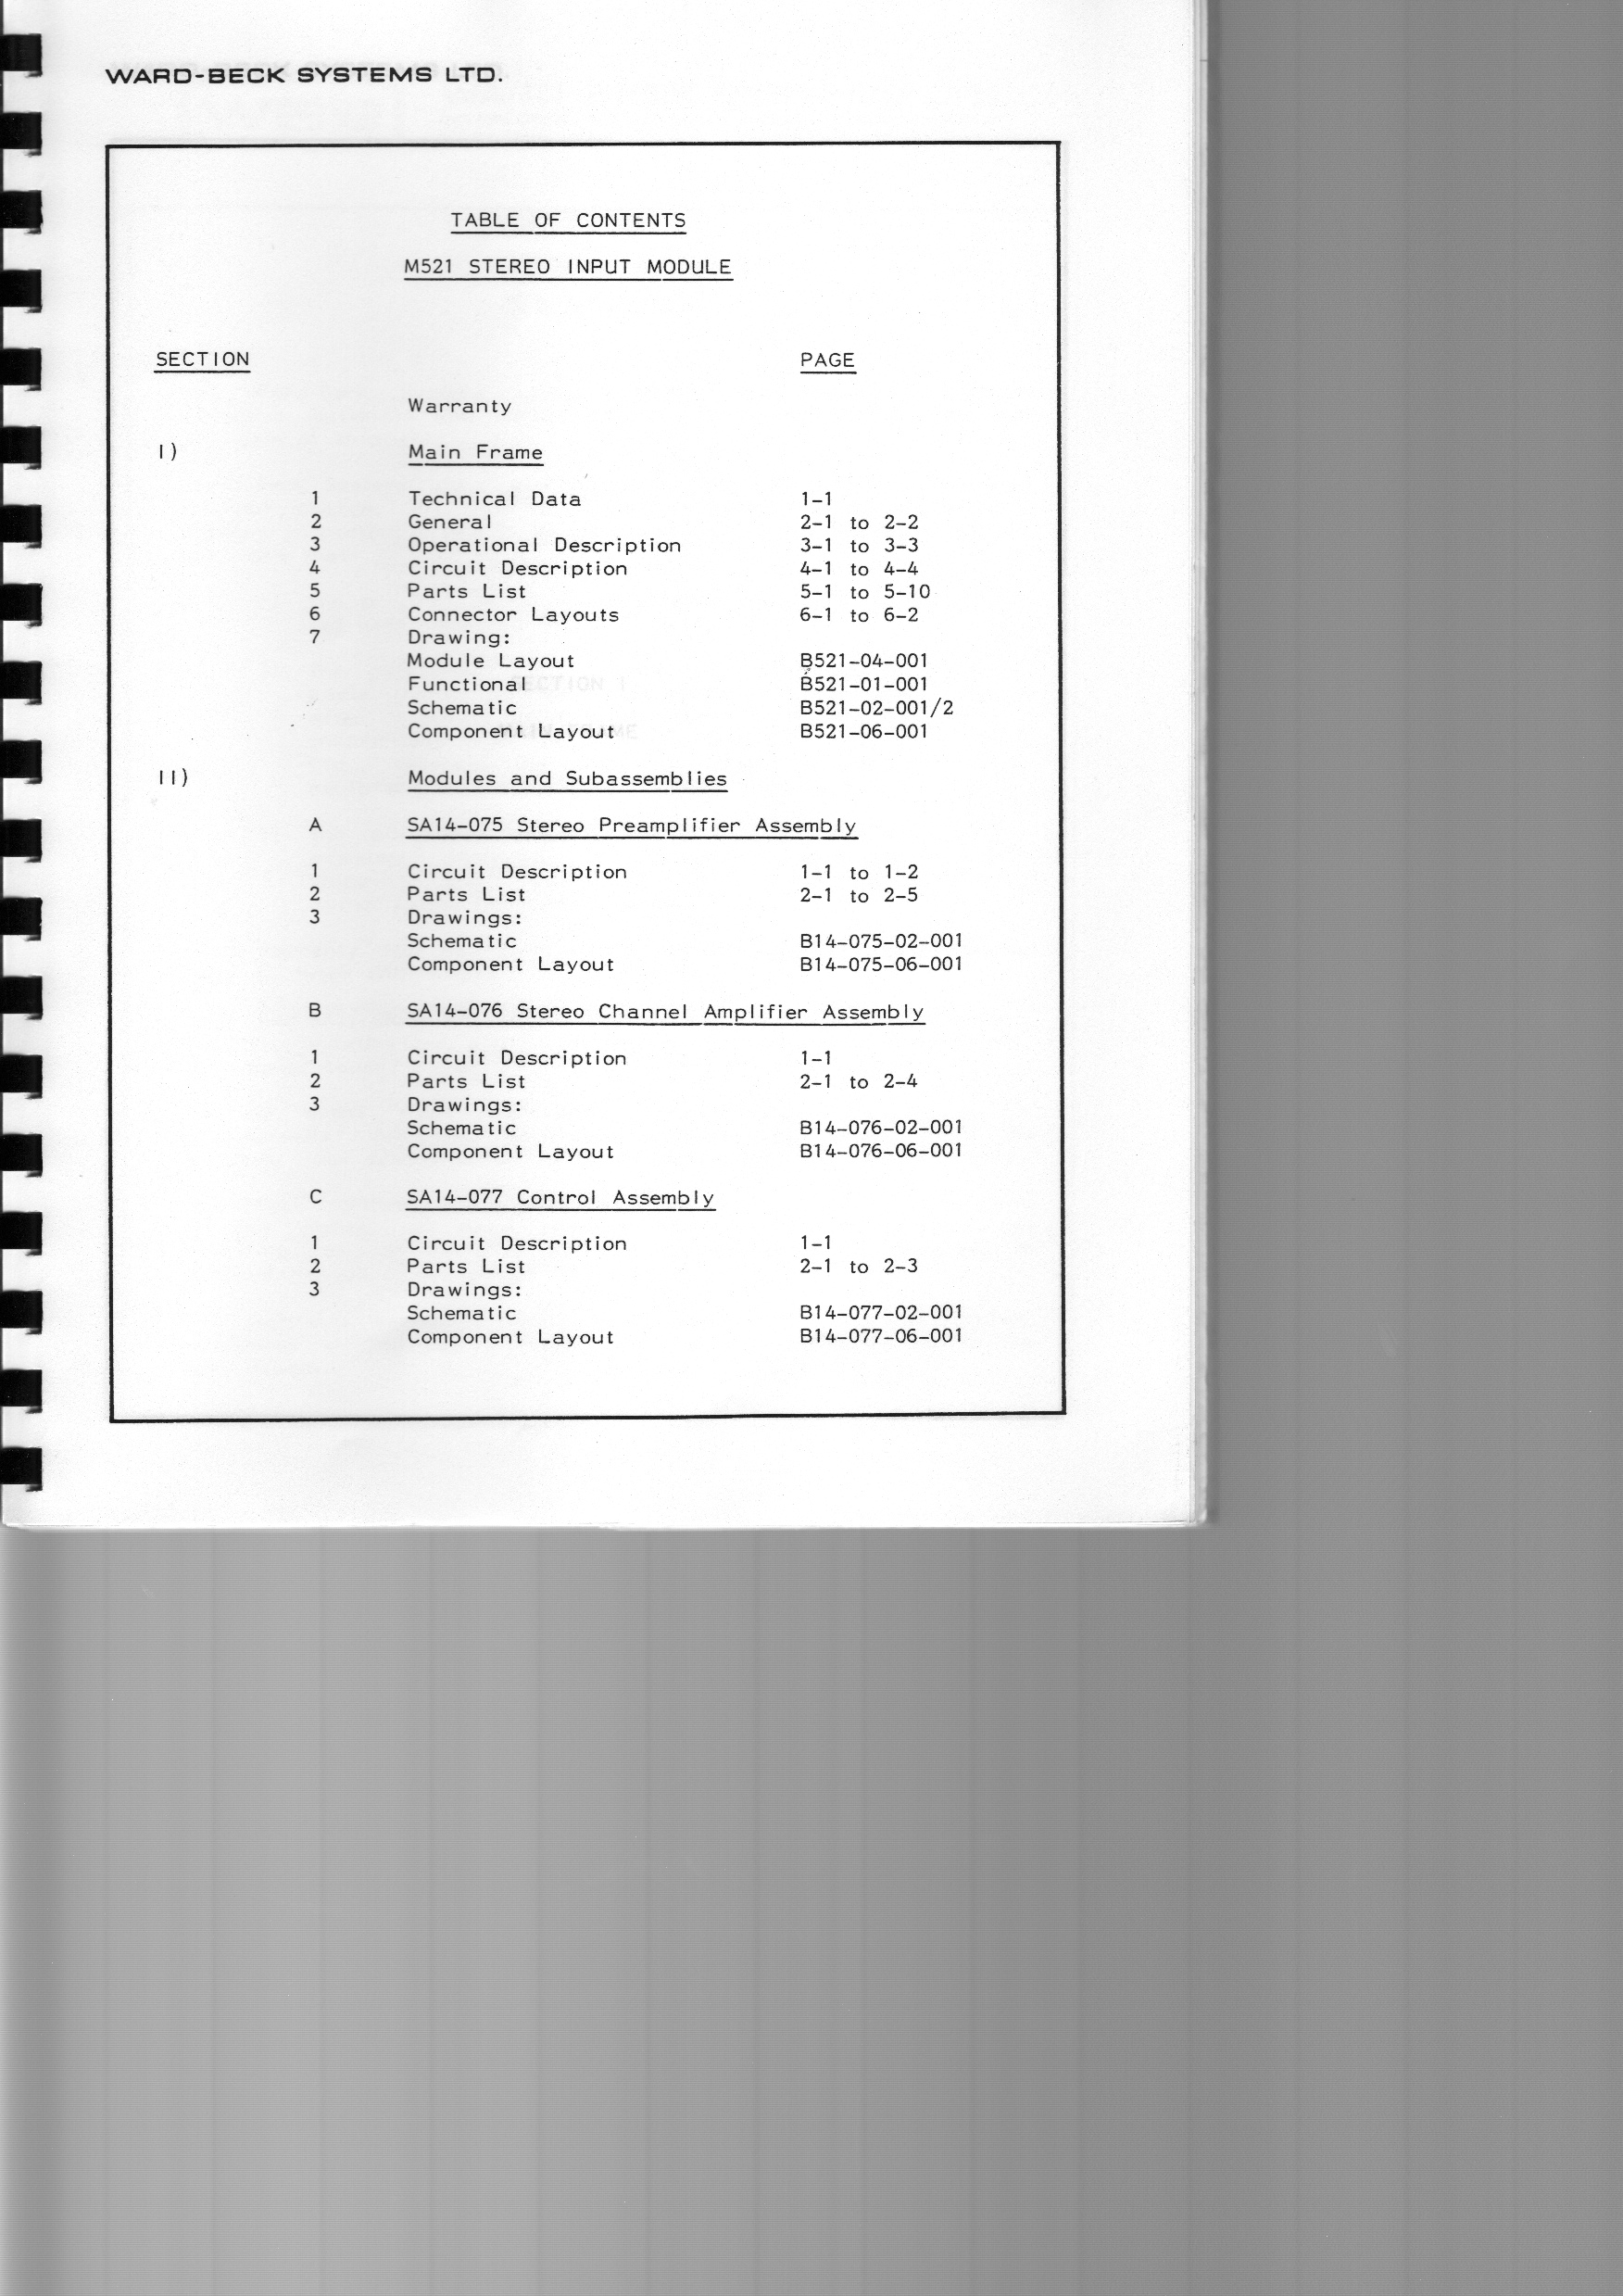 WARD-BECK SYSTEMS LTD.
TABLE OF CONTENTS
M521 STEREO INPUT MODULE
SECTION PAGE
Warranty
I) Main Frame
1 Technical Data 1-1
2 General 2-1 to 2-2
3 Operational Description 3-1 to 3-3
4 Circuit Description 4-1 to 4-4
5 Parts List 5-1 to 5-10
6 Connector Layouts 6-1 to 6-2
7 Drawing:
Module Layout B521-04-001
Functional B521-01-001
Schematic B521-02-001/2
Component Layout B521-06-001
II) Modules and Subassemblies
A SA14-075 Stereo Preamplifier Assembly
1 Circuit Description 1-1 to 1-2
2 Parts List 2-1 to 2-5
3 Drawings:
Schematic B14-075-02-001
Component Layout B14-075-06-001
B SA14-076 Stereo Channel Amplifier Assembly
1 Circuit Description 1-1
2 Parts List 2-1 to 2-4
3 Drawings:
Schematic B14-076-02-001
Component Layout B14-076-06-001
C SA14-077 Control Assembly
1 Circuit Description 1-1
2 Parts List 2-1 to 2-3
3 Drawings:
Schematic B14-077-02-001
Component Layout B14-077-06-001